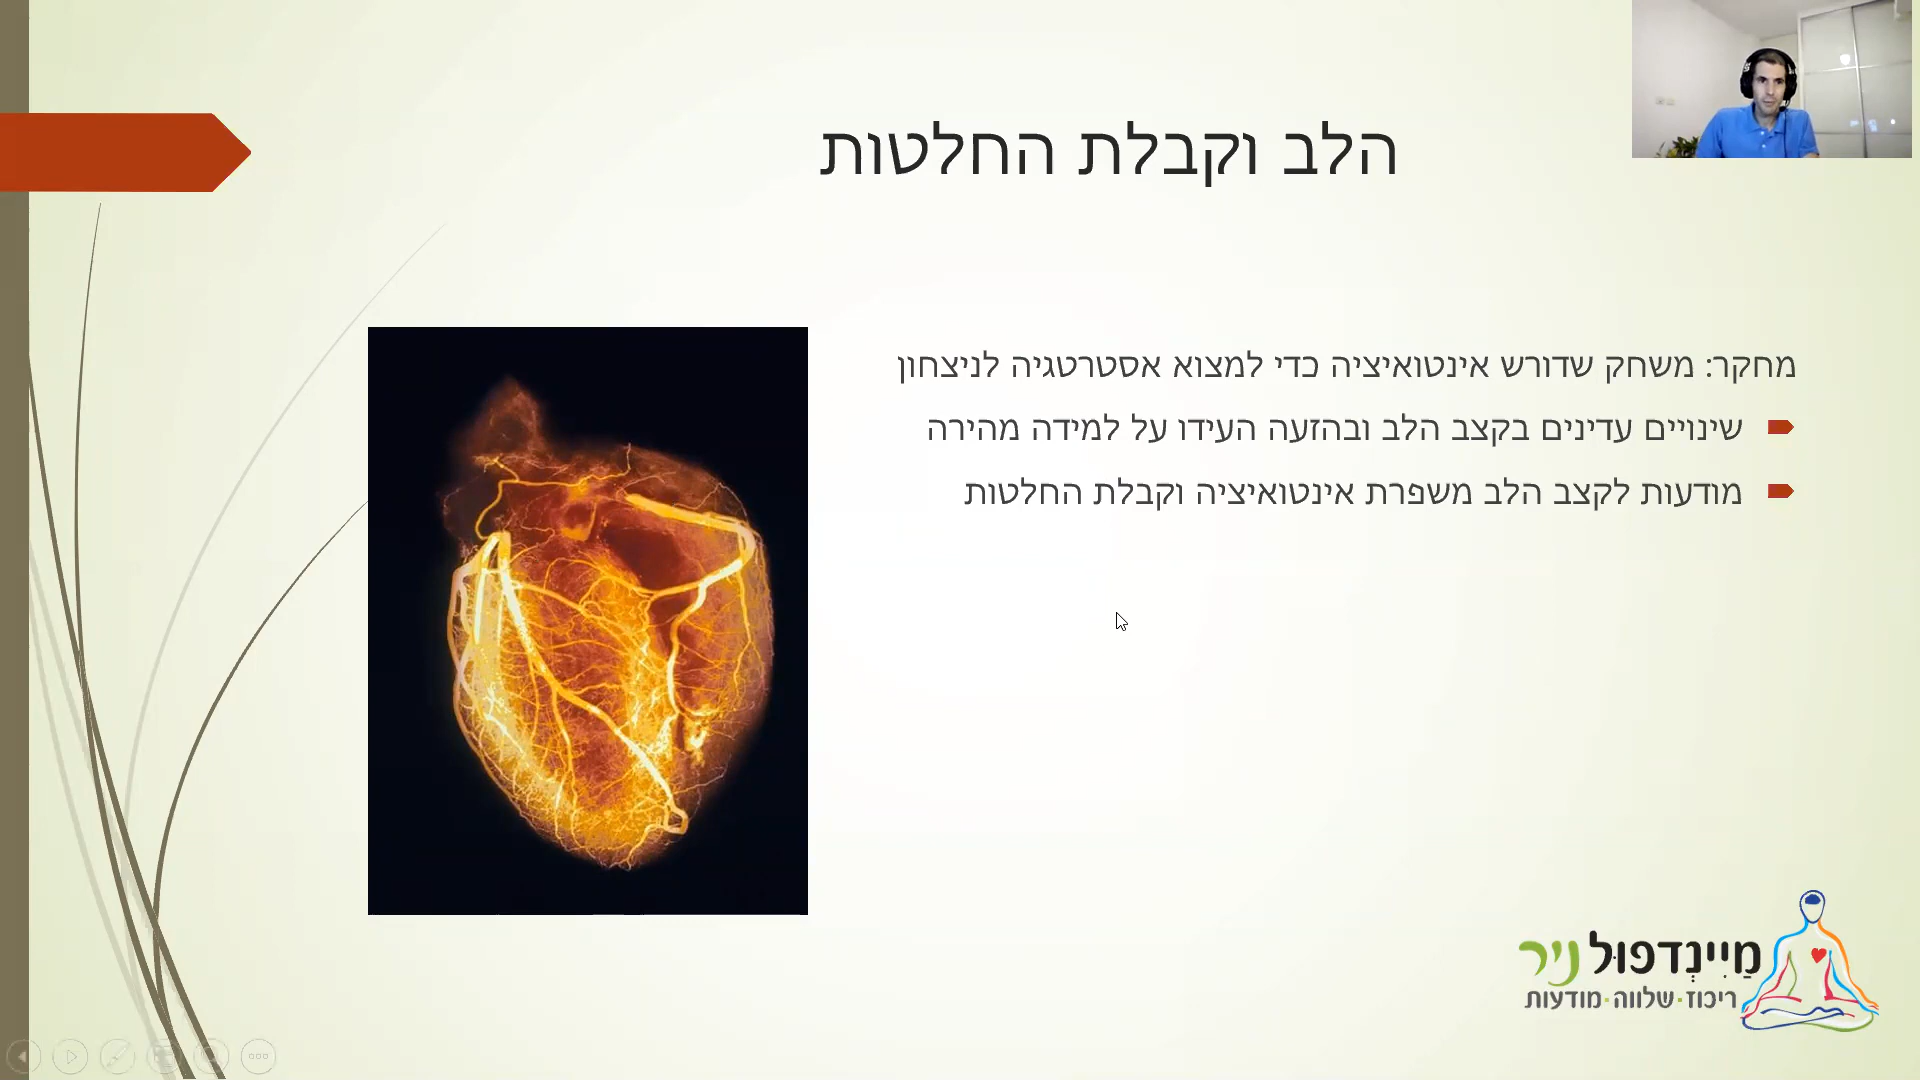 הלב וקבלת החלטות
מחקר: משחק שדורש אינטואיציה כדי למצוא אסטרטגיה לניצחון
שינויים עדינים בקצב הלב ובהזעה העידו על למידה מהירה
מודעות לקצב הלב משפרת אינטואיציה וקבלת החלטות
מַיינְדפוּל ניר
ריכוז·שלווה·מודעות